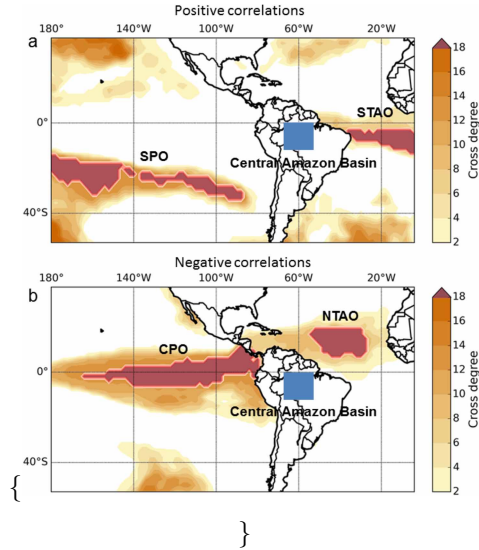 Positive correlations
a
180° 140° 100°W 60°W 20°W
0°
40°S
STAO
SPO
Central Amazon Basin
18
16
14
12
10
8
6
4
2
Cross degree
Negative correlations
b
180° 140° 100°W 60°W 20°W
0°
40°S
NTAO
CPO
Central Amazon Basin
18
16
14
12
10
8
6
4
2
Cross degree
{
}